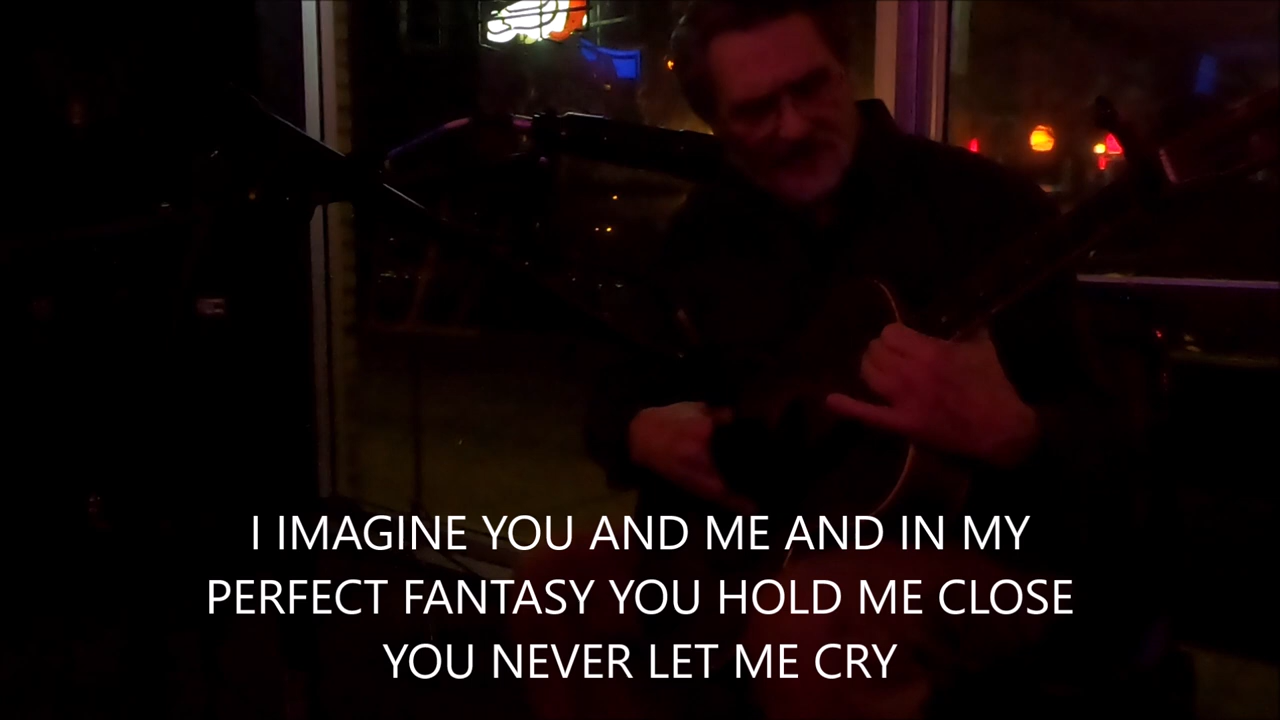 I IMAGINE YOU AND ME AND IN MY
PERFECT FANTASY YOU HOLD ME CLOSE
YOU NEVER LET ME CRY